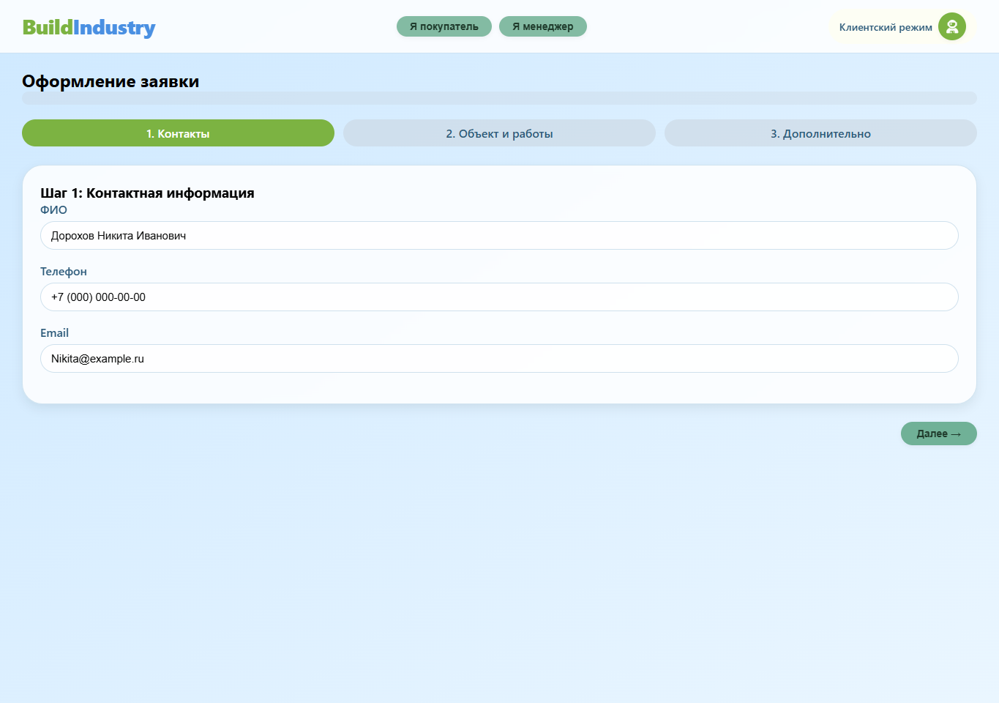 BuildIndustry
Я покупатель
Я менеджер
Клиентский режим
Оформление заявки
1. Контакты
2. Объект и работы
3. Дополнительно
Шаг 1: Контактная информация
ФИО
Дорохов Никита Иванович
Телефон
+7 (000) 000-00-00
Email
Nikita@example.ru
Далее →